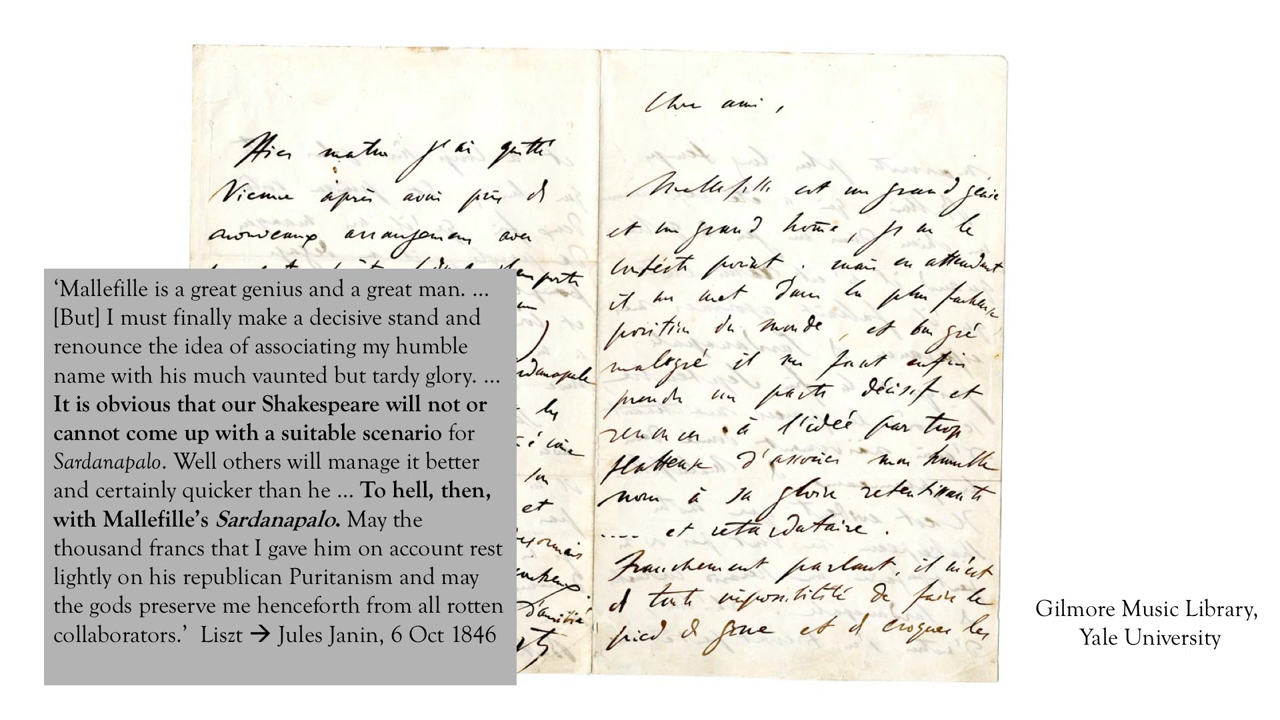 Hier matin j'ai quitté
Vienne après avoir pris de
nouveaux arrangemens avec
Cher ami,
Mallefille est un grand génie
et un grand home, je ne le
conteste point. mais en attendant
il me met dans la plus facheuse
position du monde, et bon gré
malgré il me faut enfin
prendre un parti décisif et
renoncer à l'idée par trop
flatteuse d'associer mon humble
nom à sa gloire retentissante
.... et retardataire.
Franchement parlant, il m'est
de toute impossibilité de faire le
pied de grue et de croquer les
‘Mallefille is a great genius and a great man. ...
[But] I must finally make a decisive stand and
renounce the idea of associating my humble
name with his much vaunted but tardy glory. ...
It is obvious that our Shakespeare will not or
cannot come up with a suitable scenario for
Sardanapalo. Well others will manage it better
and certainly quicker than he ... To hell, then,
with Mallefille’s Sardanapalo. May the
thousand francs that I gave him on account rest
lightly on his republican Puritanism and may
the gods preserve me henceforth from all rotten
collaborators.’ Liszt → Jules Janin, 6 Oct 1846
Gilmore Music Library,
Yale University